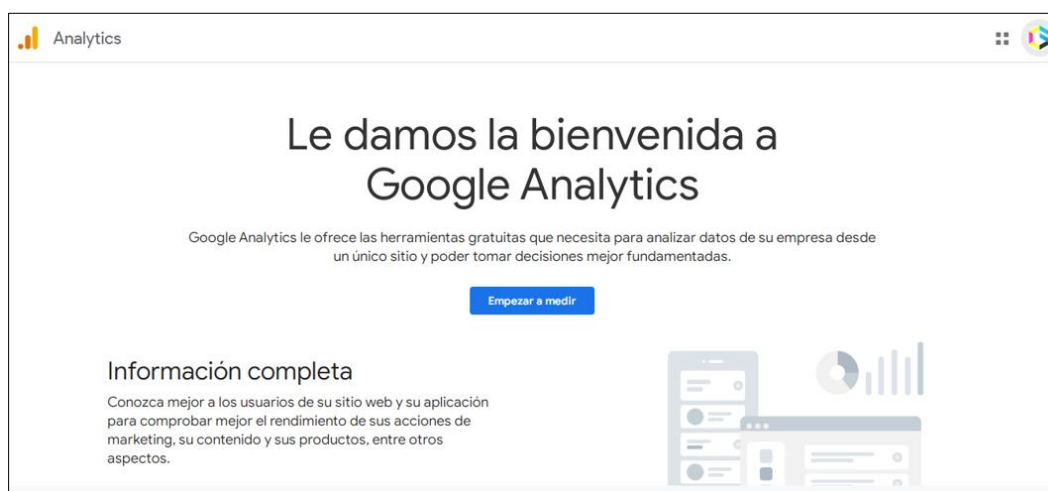 Analytics
Le damos la bienvenida a
Google Analytics
Google Analytics le ofrece las herramientas gratuitas que necesita para analizar datos de su empresa desde
un único sitio y poder tomar decisiones mejor fundamentadas.
Empezar a medir
Información completa
Conozca mejor a los usuarios de su sitio web y su aplicación
para comprobar mejor el rendimiento de sus acciones de
marketing, su contenido y sus productos, entre otros
aspectos.